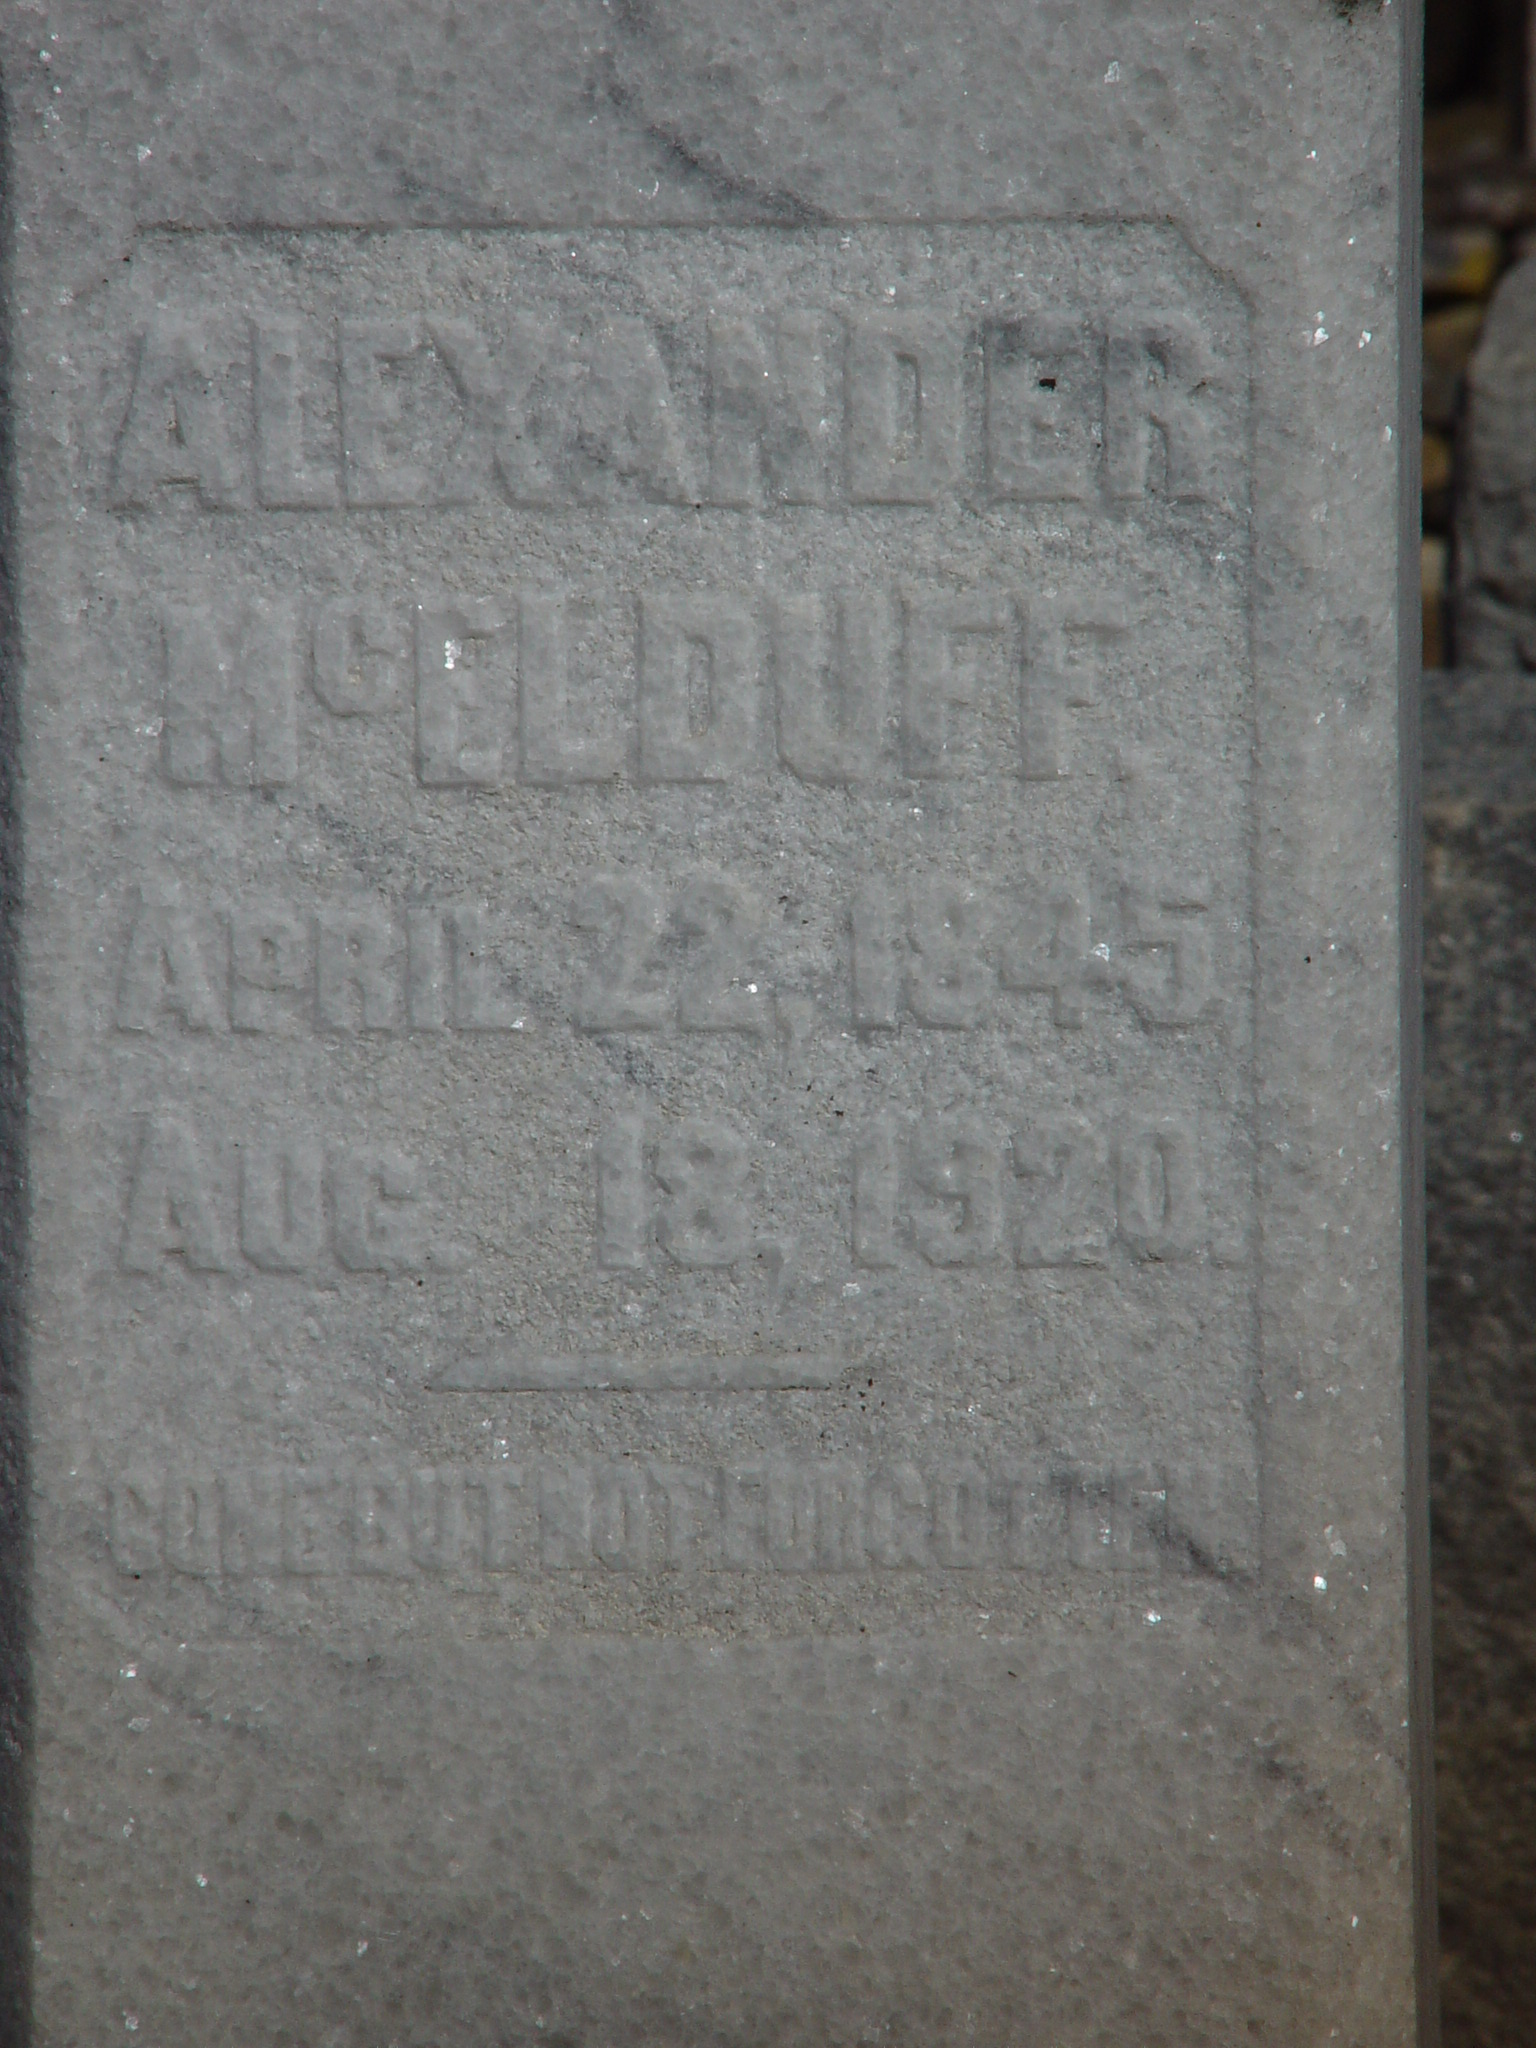 ALEXANDER
McELDUFF.
APRIL 22, 1845
AUG. 18, 1920.
GONE BUT NOT FORGOTTEN